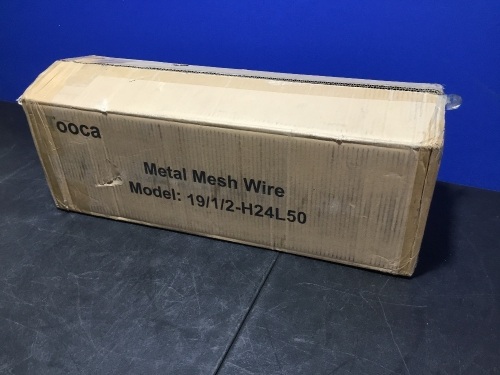 ooca
Metal Mesh Wire
Model: 19/1/2-H24L50